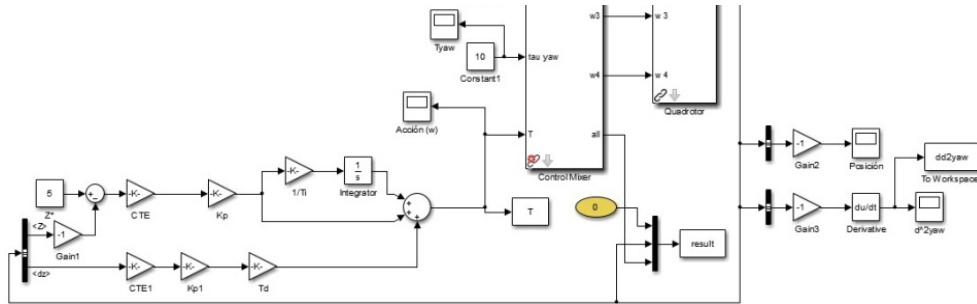 w3
w3
Tyaw
10
Constant1
tau yaw
w4
w 4
Quadrotor
Acción (w)
T
all
Control Mixer
-1
Gain2
Posición
dd2yaw
To Workspace
-1
Gain3
du/dt
Derivative
d^2yaw
5
Z*
-K-
CTE
-K-
Kp
-K-
1/Ti
1
s
Integrator
T
0
result
<Z>
-1
Gain1
<dz>
-K-
CTE1
-K-
Kp1
-K-
Td